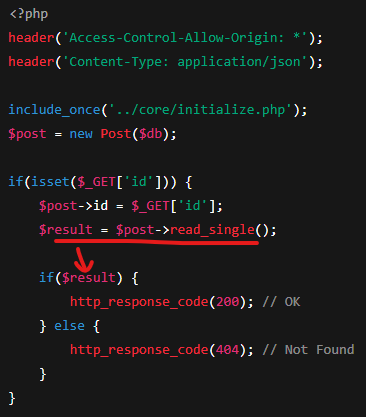 <?php
header('Access-Control-Allow-Origin: *');
header('Content-Type: application/json');
include_once('../core/initialize.php');
$post = new Post($db);
if(isset($_GET['id'])) {
$post->id = $_GET['id'];
$result = $post->read_single();
if($result) {
http_response_code(200); // OK
} else {
http_response_code(404); // Not Found
}
}